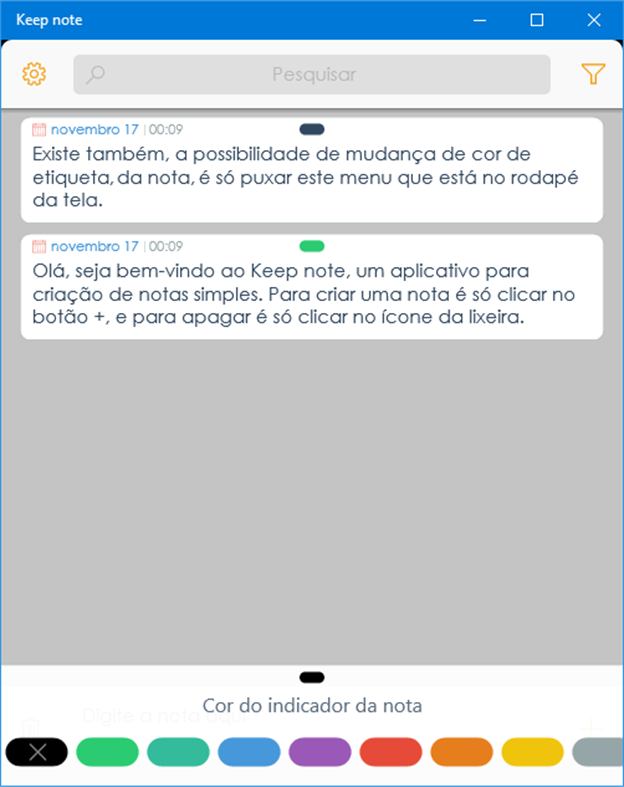 Keep note
Pesquisar
novembro 17 | 00:09
Existe também, a possibilidade de mudança de cor de
etiqueta, da nota, é só puxar este menu que está no rodapé
da tela.
novembro 17 | 00:09
Olá, seja bem-vindo ao Keep note, um aplicativo para
criação de notas simples. Para criar uma nota é só clicar no
botão +, e para apagar é só clicar no ícone da lixeira.
Cor do indicador da nota
Digite a nota aqui